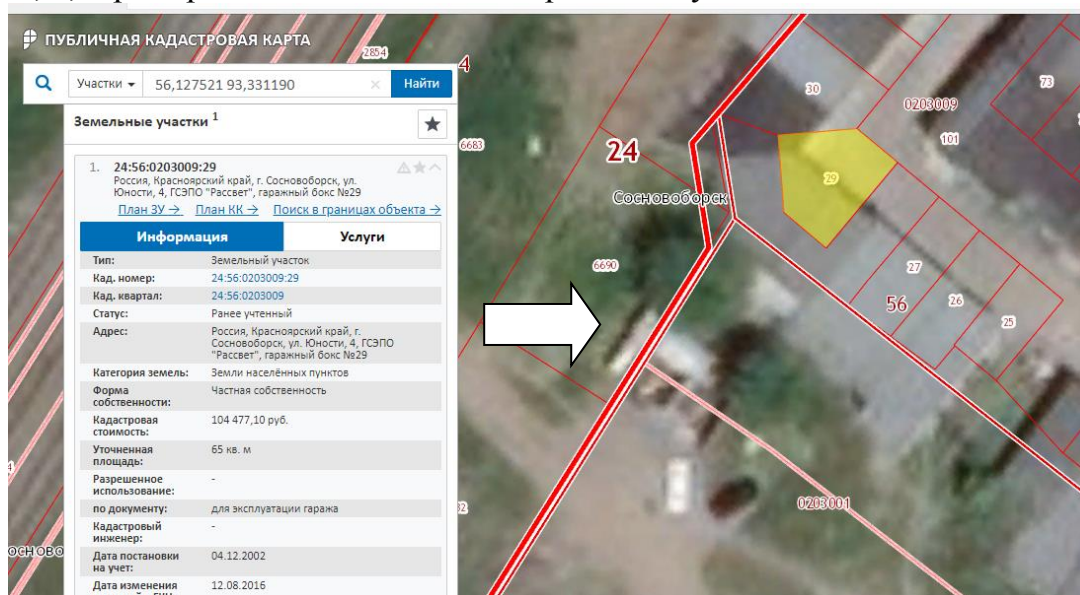 ПУБЛИЧНАЯ КАДАСТРОВАЯ КАРТА
Участки 56,127521 93,331190 Найти
Земельные участки 1
1. 24:56:0203009:29
Россия, Красноярский край, г. Сосновоборск, ул.
Юности, 4, ГСЭПО "Рассвет", гаражный бокс №29
План ЗУ → План КК → Поиск в границах объекта →
Информация Услуги
Тип: Земельный участок
Кад. номер: 24:56:0203009:29
Кад. квартал: 24:56:0203009
Статус: Ранее учтенный
Адрес: Россия, Красноярский край, г.
Сосновоборск, ул. Юности, 4, ГСЭПО
"Рассвет", гаражный бокс №29
Категория земель: Земли населённых пунктов
Форма Частная собственность
собственности:
Кадастровая 104 477,10 руб.
стоимость:
Уточненная 65 кв. м
площадь:
Разрешенное -
использование:
по документу: для эксплуатации гаража
Кадастровый -
инженер:
Дата постановки 04.12.2002
на учет:
Дата изменения 12.08.2016
2854
4
6683
24
Сосновоборск
30
0203009
73
101
29
6690
27
56
26
25
0203001